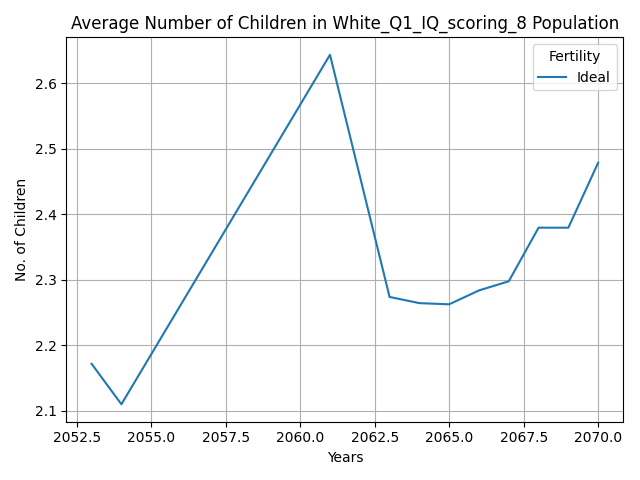 Average Number of Children in White_Q1_IQ_scoring_8 Population
Fertility
Ideal
No. of Children
2.6
2.5
2.4
2.3
2.2
2.1
2052.5 2055.0 2057.5 2060.0 2062.5 2065.0 2067.5 2070.0
Years